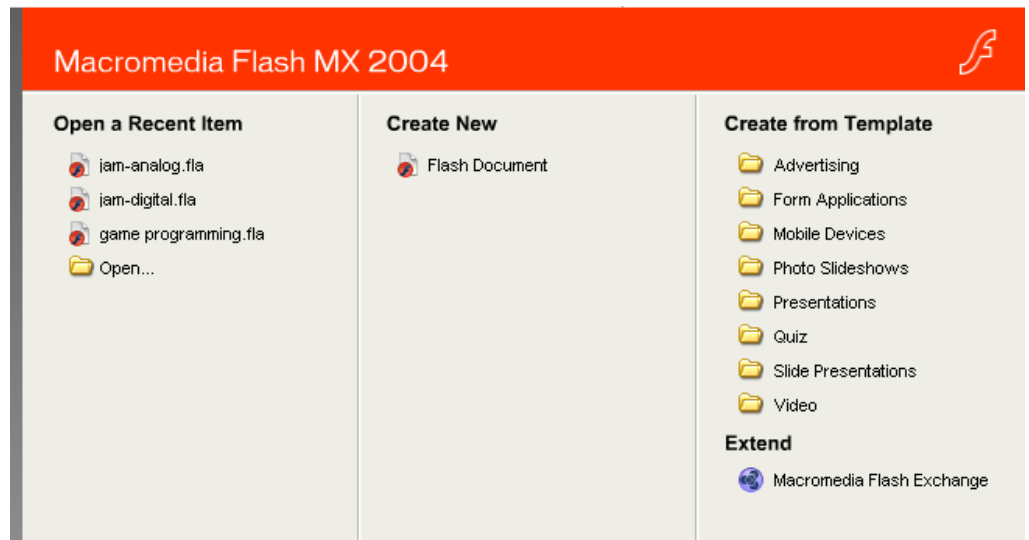 Macromedia Flash MX 2004
Open a Recent Item
jam-analog.fla
jam-digital.fla
game programming.fla
Open...
Create New
Flash Document
Create from Template
Advertising
Form Applications
Mobile Devices
Photo Slideshows
Presentations
Quiz
Slide Presentations
Video
Extend
Macromedia Flash Exchange